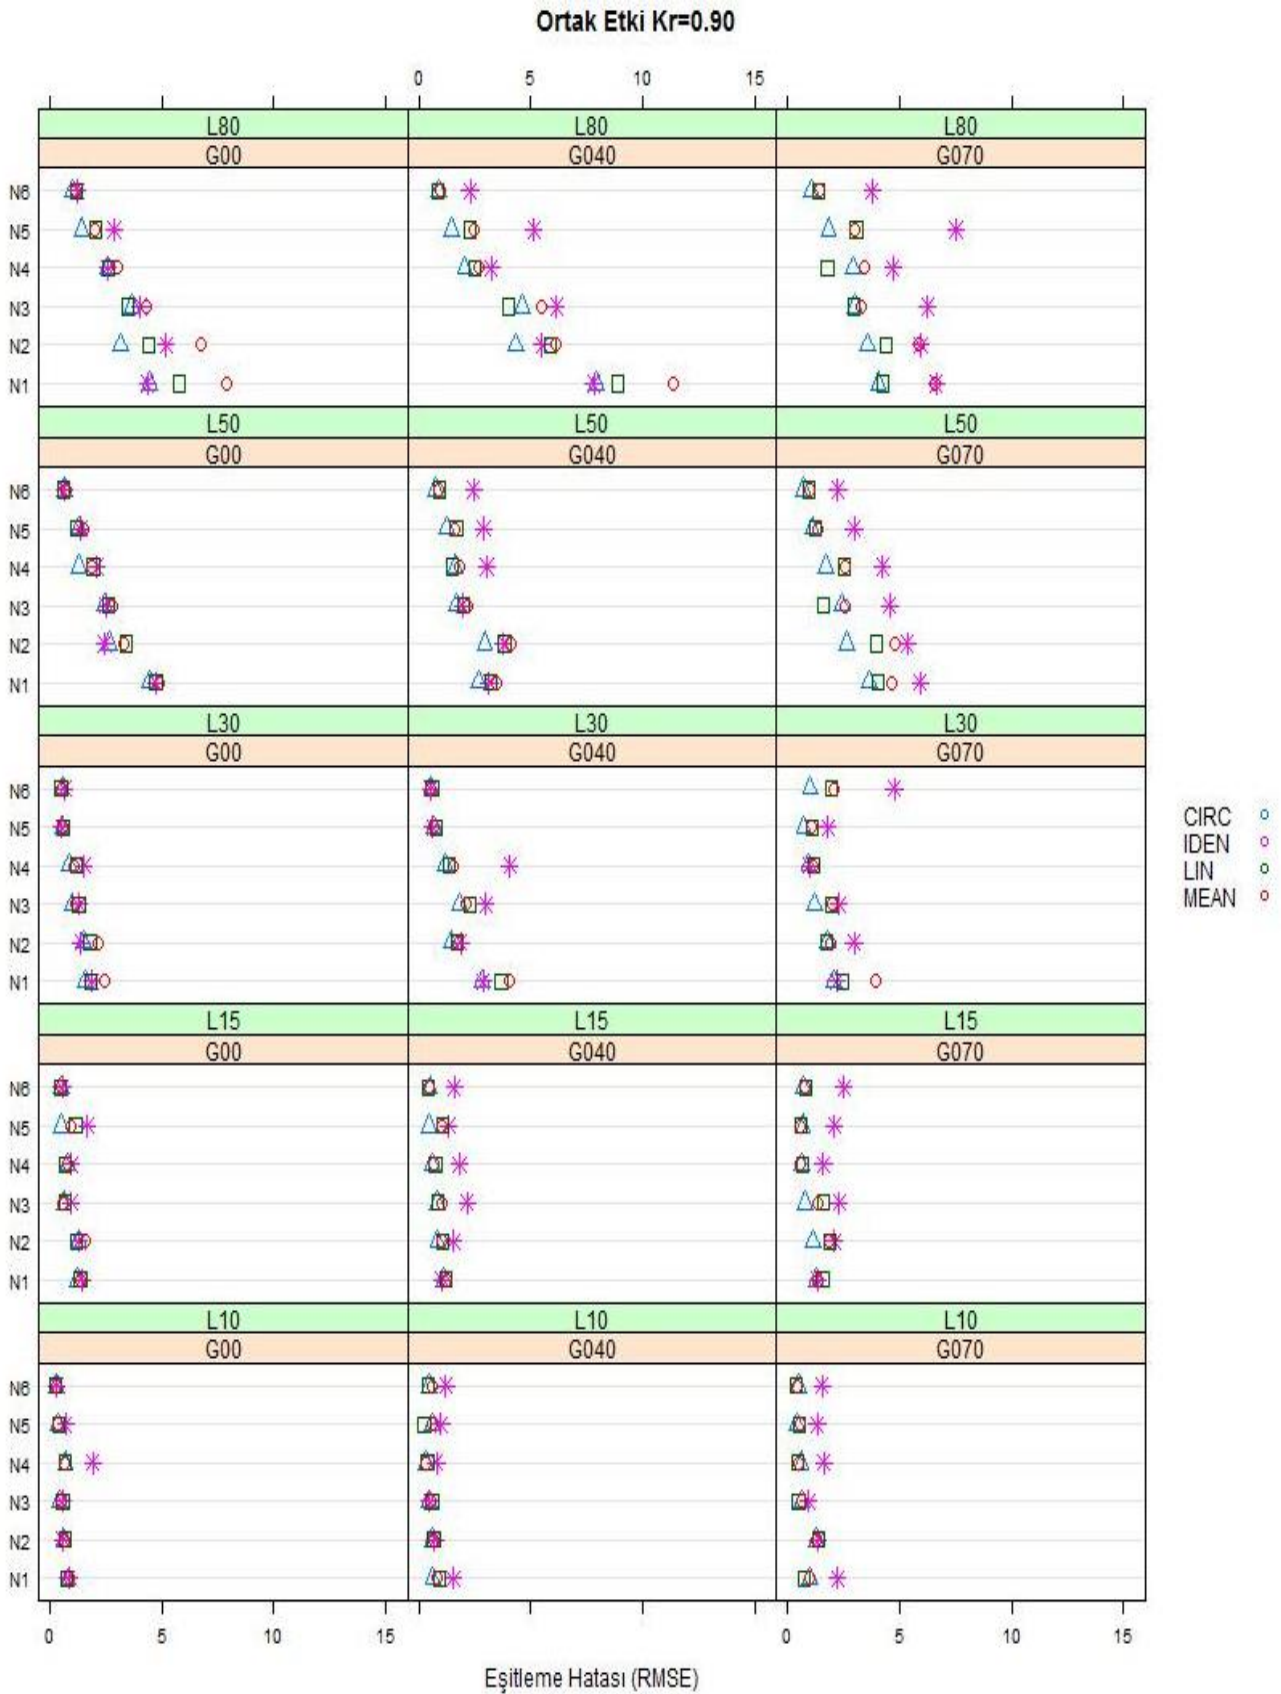 Ortak Etki Kr=0.90
0 5 10 15
L80 L80 L80
G00 G040 G070
N6
N5
N4
N3
N2
N1
L50 L50 L50
G00 G040 G070
N6
N5
N4
N3
N2
N1
L30 L30 L30
G00 G040 G070
N6
N5
N4
N3
N2
N1
CIRC
IDEN
LIN
MEAN
L15 L15 L15
G00 G040 G070
N6
N5
N4
N3
N2
N1
L10 L10 L10
G00 G040 G070
N6
N5
N4
N3
N2
N1
0 5 10 15 0 5 10 15
Eşitleme Hatası (RMSE)